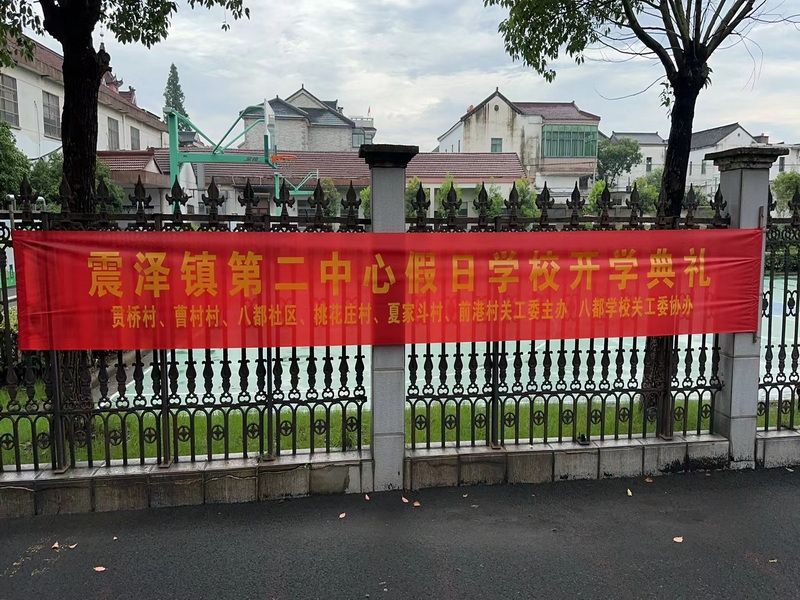 震泽镇第二中心假日学校开学典礼
贯桥村、曹村村、八都社区、桃花庄村、夏家斗村、前港村关工委主办 八都学校关工委协办